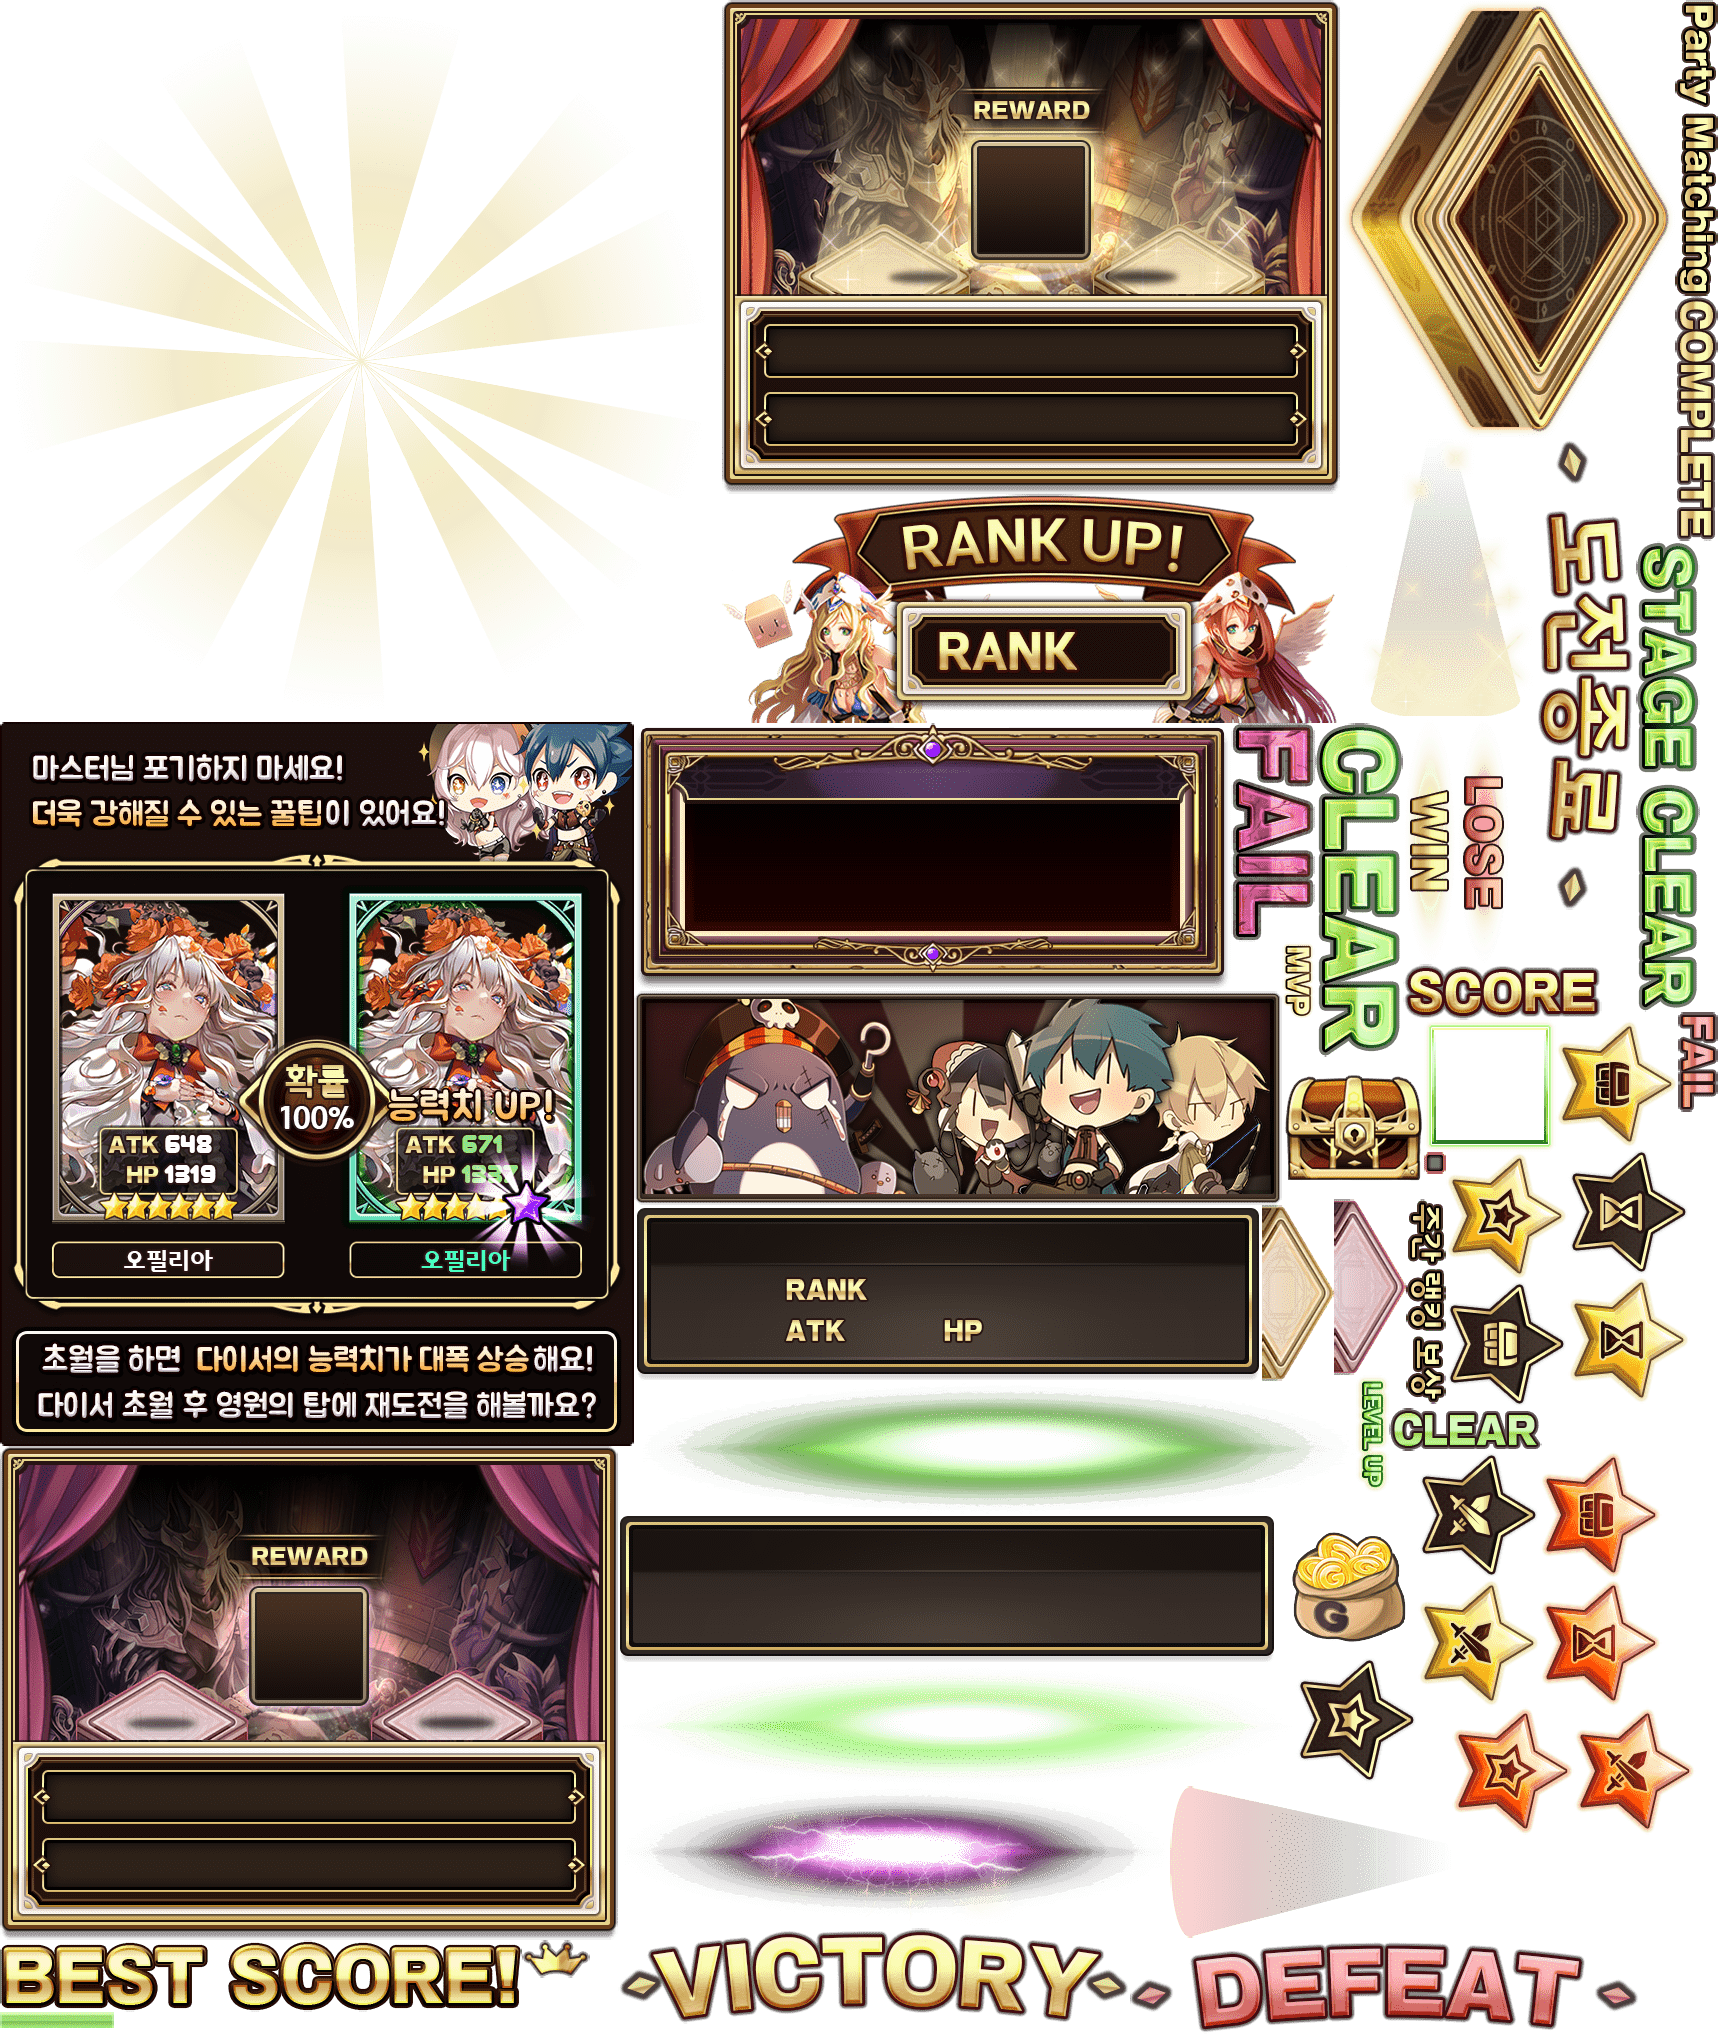 REWARD
Party Matching COMPLETE
RANK UP!
RANK
도전종료
STAGE CLEAR
마스터님 포기하지 마세요!
더욱 강해질 수 있는 꿀팁이 있어요!
확률
100%
능력치 UP!
ATK 648
HP 1319
ATK 671
HP 1337
오필리아
오필리아
초월을 하면 다이서의 능력치가 대폭 상승해요!
다이서 초월 후 영원의 탑에 재도전을 해볼까요?
FAIL
CLEAR
WIN
LOSE
MVP
SCORE
FAIL
RANK
ATK HP
주간 랭킹 보상
LEVEL UP
CLEAR
REWARD
G
BEST SCORE!
VICTORY
DEFEAT